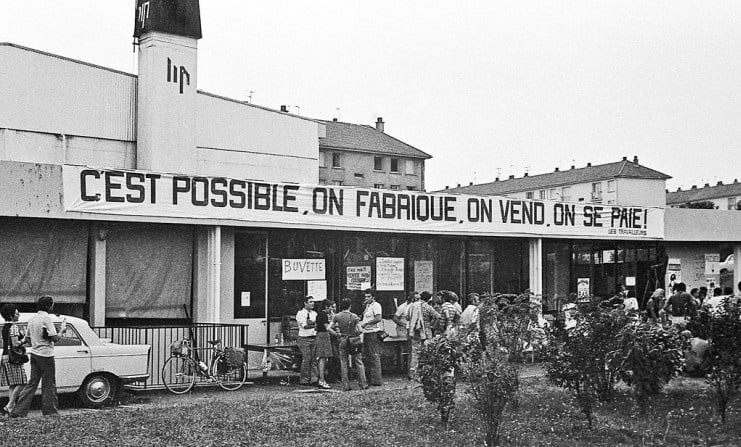 lip
C'EST POSSIBLE, ON FABRIQUE, ON VEND, ON SE PAIE!
LES TRAVAILLEURS
BUVETTE